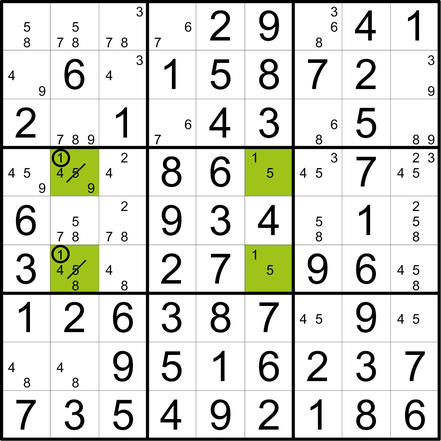 5 8 5 7 8 3 7 8 6 7 2 9 3 6 8 4 1
4 9 6 3 4 1 5 8 7 2 3 9
2 7 8 9 1 6 7 4 3 6 8 5 8 9
4 5 9 1 4 5 9 2 4 8 6 1 5 3 4 5 7 2 3 4 5
6 5 7 8 2 7 8 9 3 4 5 8 1 2 5 8
3 1 4 5 8 4 8 2 7 1 5 9 6 4 5 8
1 2 6 3 8 7 4 5 9 4 5
4 8 4 8 9 5 1 6 2 3 7
7 3 5 4 9 2 1 8 6